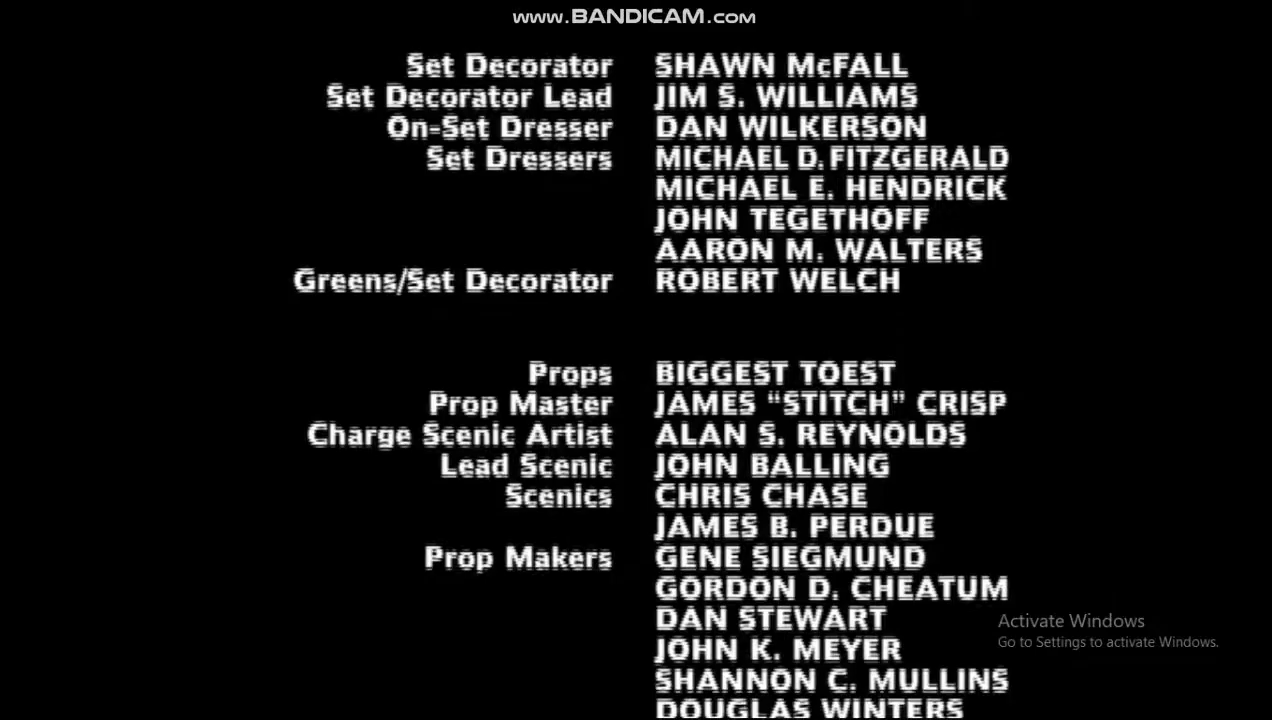 www.BANDICAM.com
Set Decorator SHAWN McFALL
Set Decorator Lead JIM S. WILLIAMS
On-Set Dresser DAN WILKERSON
Set Dressers MICHAEL D. FITZGERALD
MICHAEL E. HENDRICK
JOHN TEGETHOFF
AARON M. WALTERS
Greens/Set Decorator ROBERT WELCH
Props BIGGEST TOEST
Prop Master JAMES “STITCH” CRISP
Charge Scenic Artist ALAN S. REYNOLDS
Lead Scenic JOHN BALLING
Scenics CHRIS CHASE
JAMES B. PERDUE
Prop Makers GENE SIEGMUND
GORDON D. CHEATUM
DAN STEWART
JOHN K. MEYER
SHANNON C. MULLINS
DOUGLAS WINTERS
Activate Windows
Go to Settings to activate Windows.